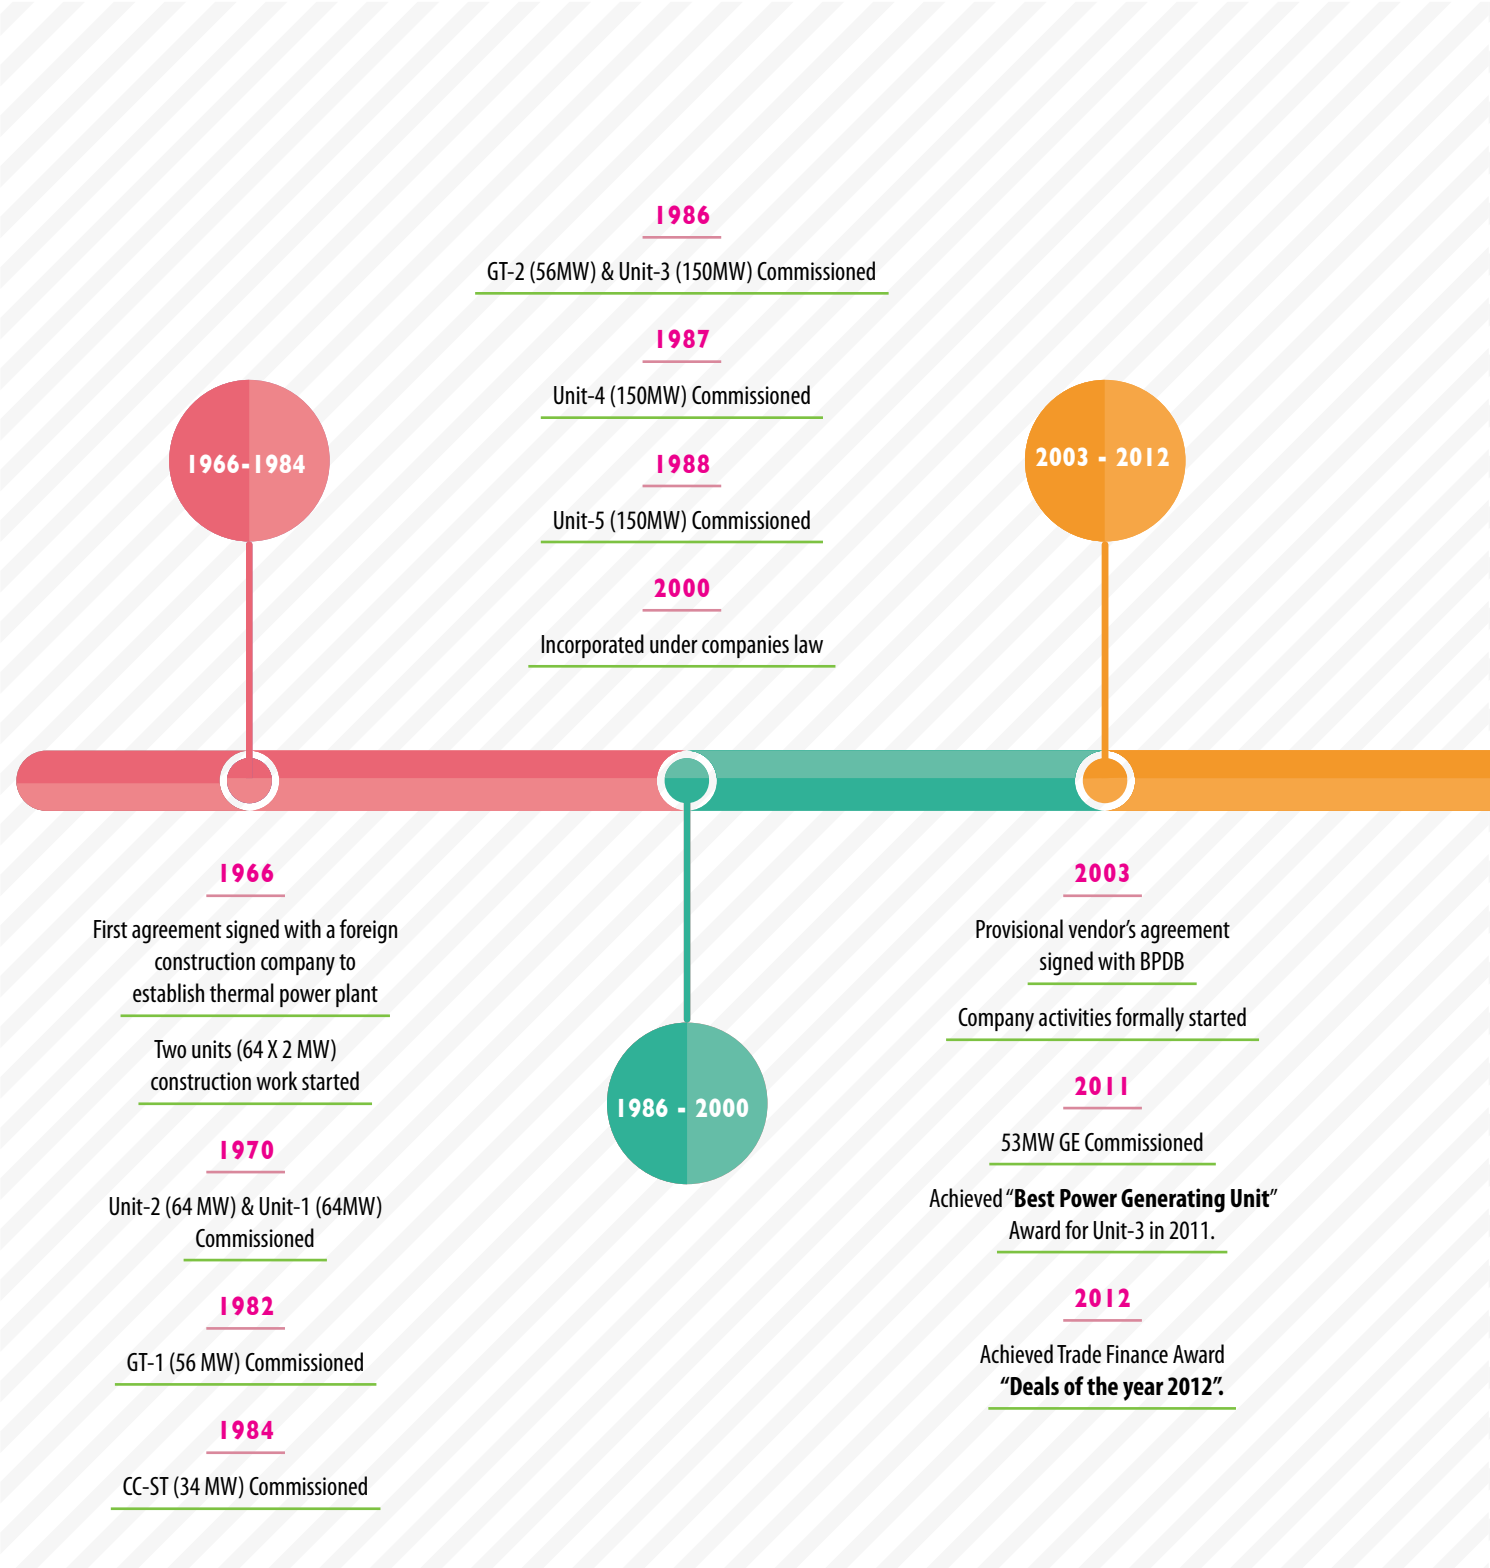 1966-1984
1966
First agreement signed with a foreign
construction company to
establish thermal power plant
Two units (64 X 2 MW)
construction work started
1970
Unit-2 (64 MW) & Unit-1 (64MW)
Commissioned
1982
GT-1 (56 MW) Commissioned
1984
CC-ST (34 MW) Commissioned
1986
GT-2 (56MW) & Unit-3 (150MW) Commissioned
1987
Unit-4 (150MW) Commissioned
1988
Unit-5 (150MW) Commissioned
2000
Incorporated under companies law
1986 - 2000
2003 - 2012
2003
Provisional vendor’s agreement
signed with BPDB
Company activities formally started
2011
53MW GE Commissioned
Achieved “Best Power Generating Unit”
Award for Unit-3 in 2011.
2012
Achieved Trade Finance Award
“Deals of the year 2012”.